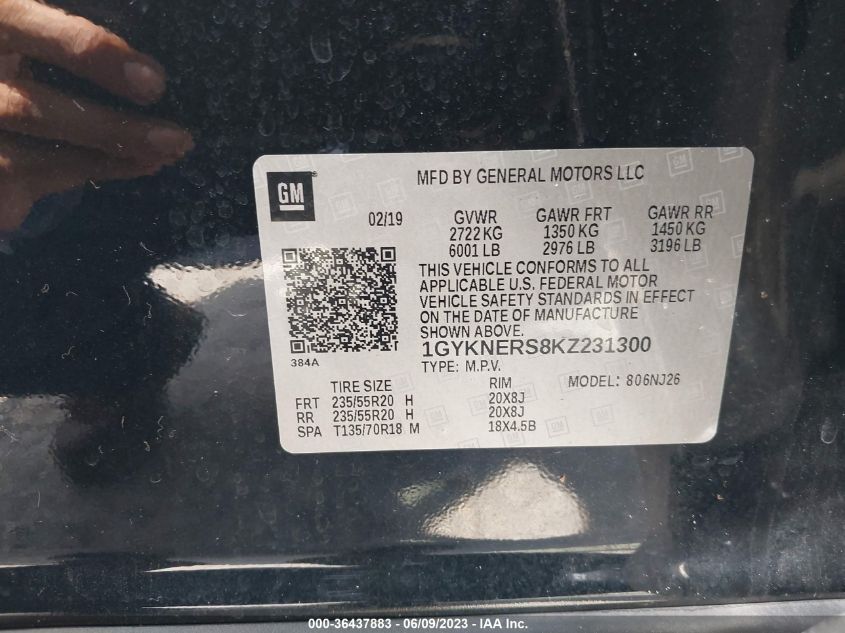 GM
MFD BY GENERAL MOTORS LLC
02/19 GVWR GAWR FRT GAWR RR
2722 KG 1350 KG 1450 KG
6001 LB 2976 LB 3196 LB
THIS VEHICLE CONFORMS TO ALL
APPLICABLE U.S. FEDERAL MOTOR
VEHICLE SAFETY STANDARDS IN EFFECT
ON THE DATE OF MANUFACTURE
SHOWN ABOVE.
384A
1GYKNERS8KZ231300
TYPE: M.P.V.
TIRE SIZE RIM MODEL: 806NJ26
FRT 235/55R20 H 20X8J
RR 235/55R20 H 20X8J
SPA T135/70R18 M 18X4.5B
000-36437883 - 06/09/2023 - IAA Inc.